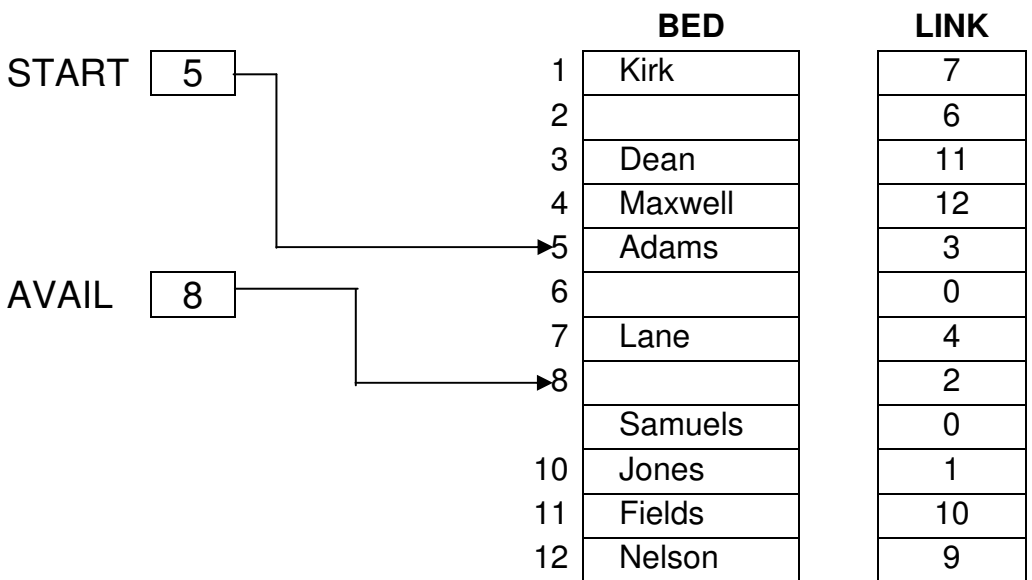 BED LINK
START 5 1 Kirk 7
2 6
3 Dean 11
4 Maxwell 12
5 Adams 3
AVAIL 8 6 0
7 Lane 4
8 2
Samuels 0
10 Jones 1
11 Fields 10
12 Nelson 9